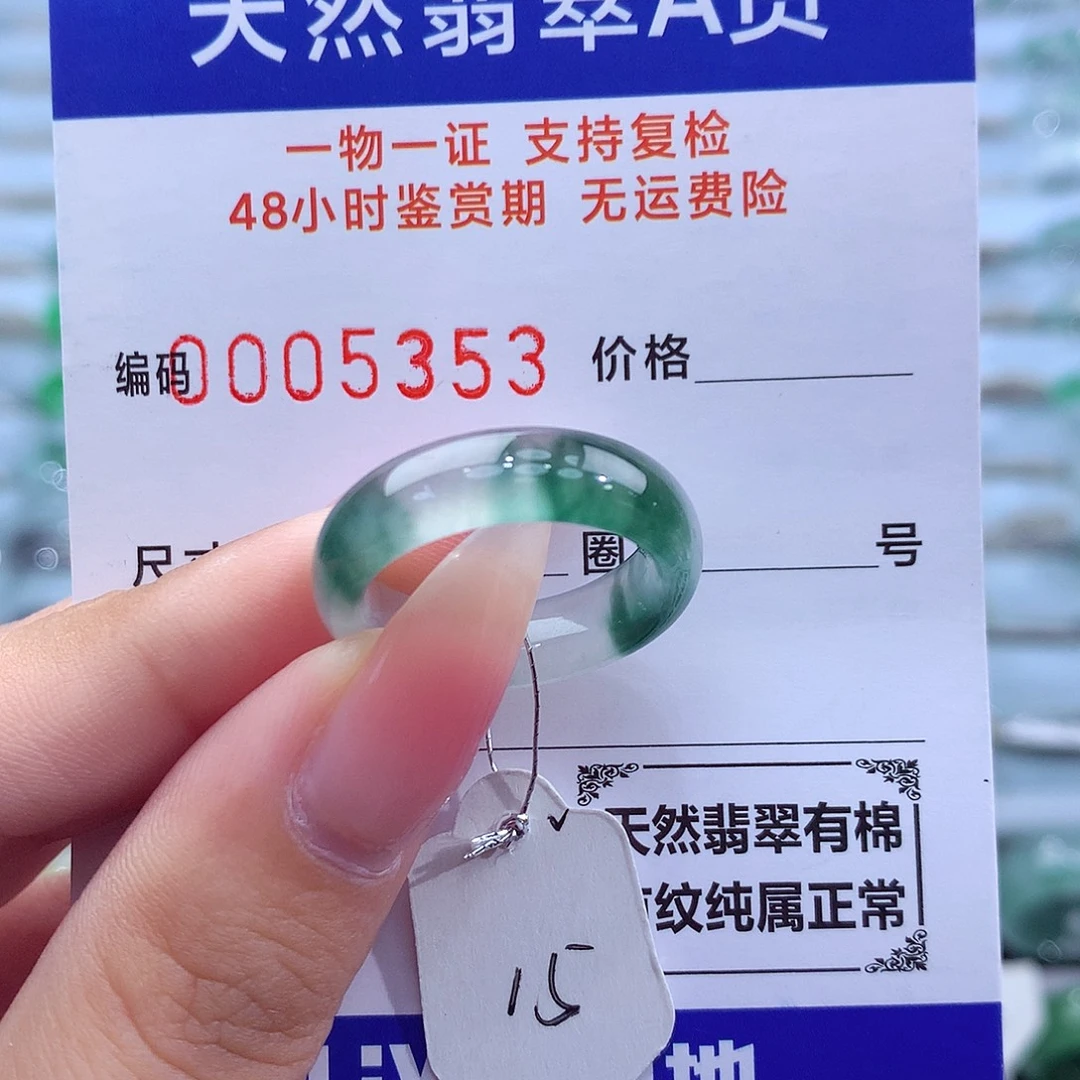 天然翡翠A货
一物一证 支持复检
48小时鉴赏期 无运费险
编码0005353 价格
尺寸 圈 号
天然翡翠有棉
纹纯属正常
15